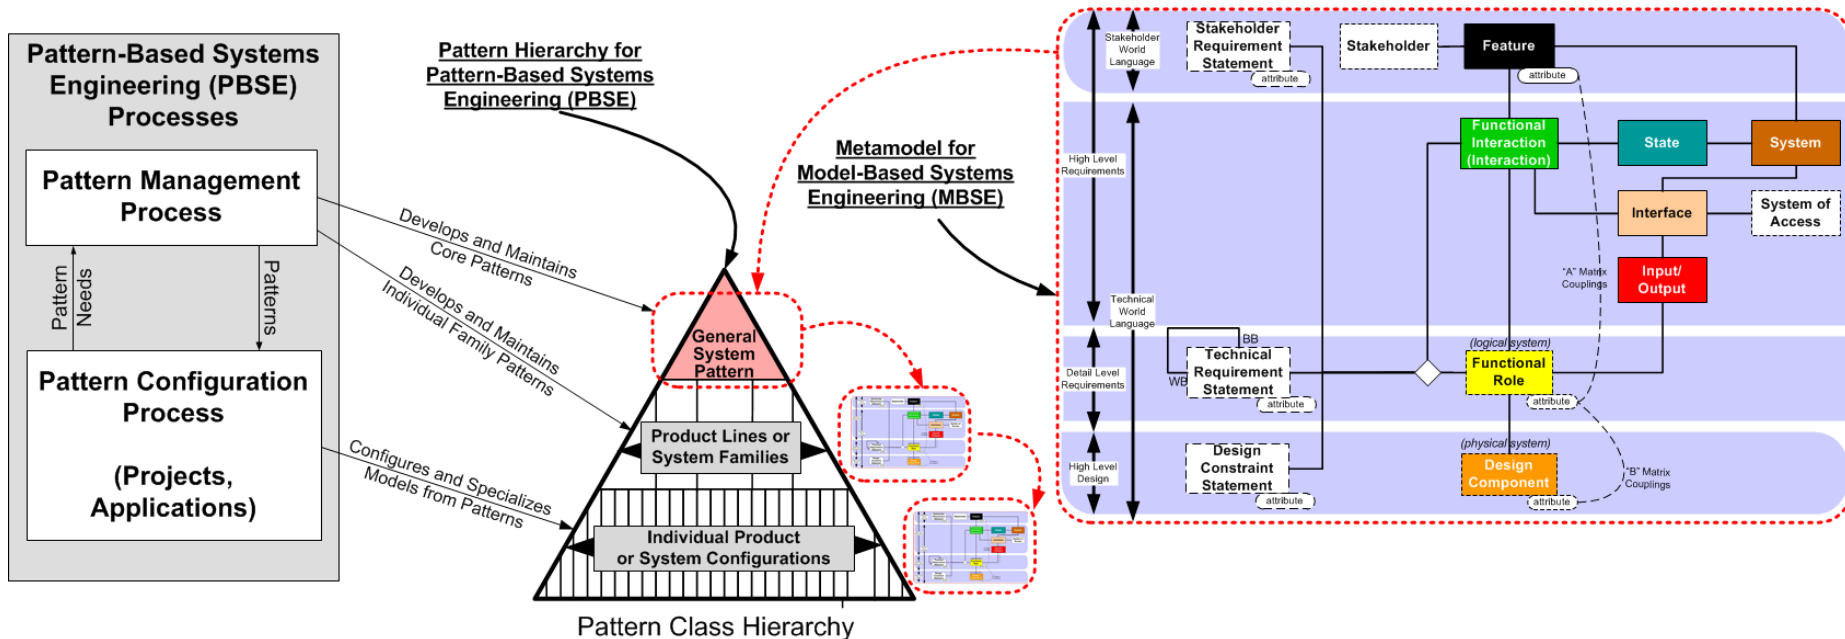 Pattern-Based Systems
Engineering (PBSE)
Processes
Pattern Management
Process
Pattern
Needs
Patterns
Pattern Configuration
Process
(Projects,
Applications)
Develops and Maintains
Core Patterns
Develops and Maintains
Individual Family Patterns
Configures and Specializes
Models from Patterns
Pattern Hierarchy for
Pattern-Based Systems
Engineering (PBSE)
General
System
Pattern
Product Lines or
System Families
Individual Product
or System Configurations
Pattern Class Hierarchy
Metamodel for
Model-Based Systems
Engineering (MBSE)
Stakeholder
World
Language
High Level
Requirements
Technical
World
Language
Detail Level
Requirements
High Level
Design
Stakeholder
Requirement
Statement
attribute
Stakeholder
Feature
attribute
Functional
Interaction
(Interaction)
State
System
Interface
System of
Access
Input/
Output
"A" Matrix
Couplings
BB
WB
Technical
Requirement
Statement
attribute
(logical system)
Functional
Role
attribute
Design
Constraint
Statement
attribute
(physical system)
Design
Component
attribute
"B" Matrix
Couplings